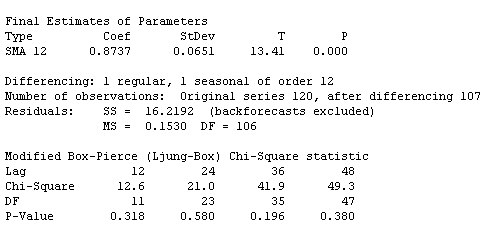 Final Estimates of Parameters
Type Coef StDev T P
SMA 12 0.8737 0.0651 13.41 0.000
Differencing: 1 regular, 1 seasonal of order 12
Number of observations: Original series 120, after differencing 107
Residuals: SS = 16.2192 (backforecasts excluded)
MS = 0.1530 DF = 106
Modified Box-Pierce (Ljung-Box) Chi-Square statistic
Lag 12 24 36 48
Chi-Square 12.6 21.0 41.9 49.3
DF 11 23 35 47
P-Value 0.318 0.580 0.196 0.380